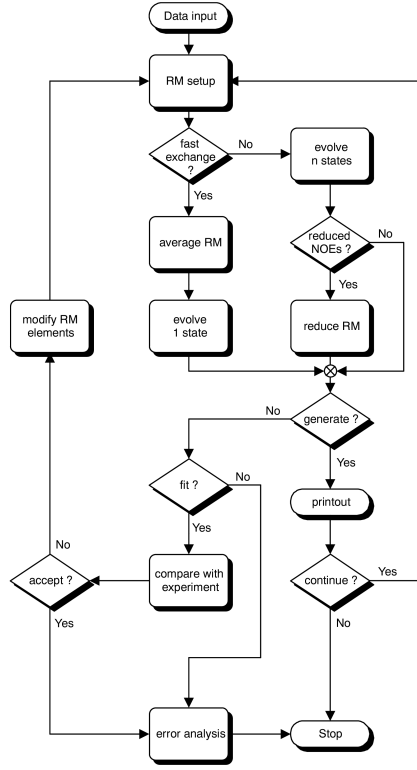 Data input
RM setup
fast
exchange
?
No
Yes
evolve
n states
average RM
reduced
NOEs ?
No
Yes
modify RM
elements
evolve
1 state
reduce RM
generate ?
No
Yes
fit ?
No
Yes
printout
accept ?
No
Yes
compare with
experiment
continue ?
Yes
No
error analysis
Stop